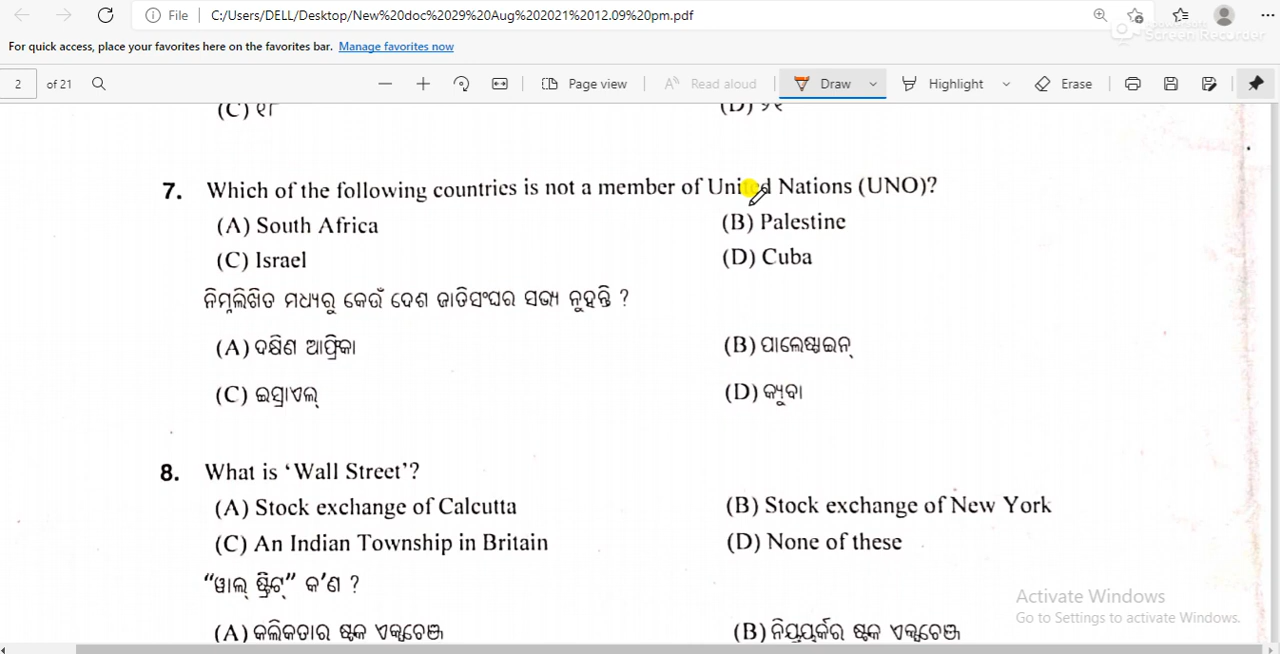 File C:/Users/DELL/Desktop/New%20doc%2029%20Aug%202021%2012.09%20pm.pdf
Screen Recorder
For quick access, place your favorites here on the favorites bar. Manage favorites now
2 of 21 Page view Read aloud Draw Highlight Erase
7. Which of the following countries is not a member of United Nations (UNO)?
(A) South Africa (B) Palestine
(C) Israel (D) Cuba
ନିମ୍ନଲିଖିତ ମଧ୍ୟରୁ କେଉଁ ଦେଶ ଜାତିସଂଘର ସଭ୍ୟ ନୁହନ୍ତି ?
(A) ଦକ୍ଷିଣ ଆଫ୍ରିକା (B) ପାଲେଷ୍ଟାଇନ୍
(C) ଇସ୍ରାଏଲ୍ (D) କ୍ୟୁବା
8. What is ‘Wall Street’?
(A) Stock exchange of Calcutta (B) Stock exchange of New York
(C) An Indian Township in Britain (D) None of these
“ୱାଲ୍ ଷ୍ଟ୍ରିଟ୍” କ'ଣ ?
(A) କଲିକତାର ଷ୍ଟକ ଏକ୍ସଚେଞ୍ଜ (B) ନିୟୁୟର୍କର ଷ୍ଟକ ଏକ୍ସଚେଞ୍ଜ
Activate Windows
Go to Settings to activate Windows.